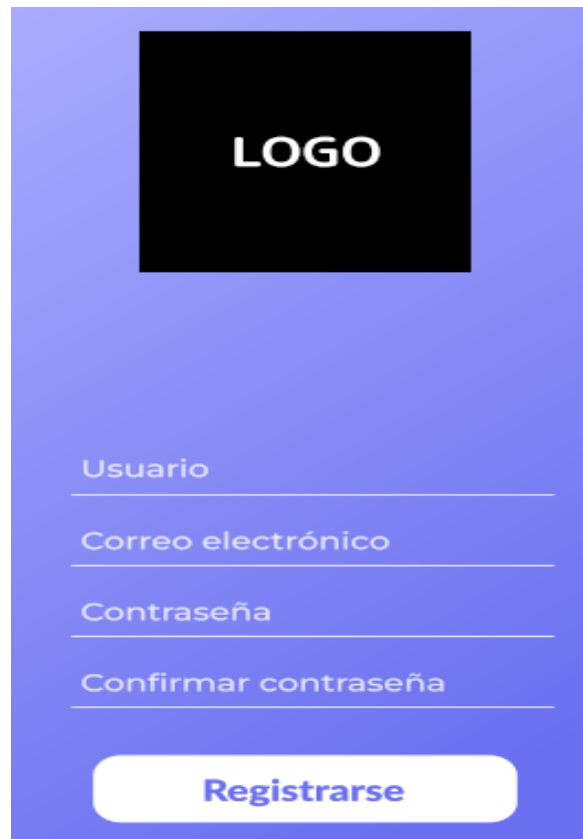 LOGO
Usuario
Correo electrónico
Contraseña
Confirmar contraseña
Registrarse